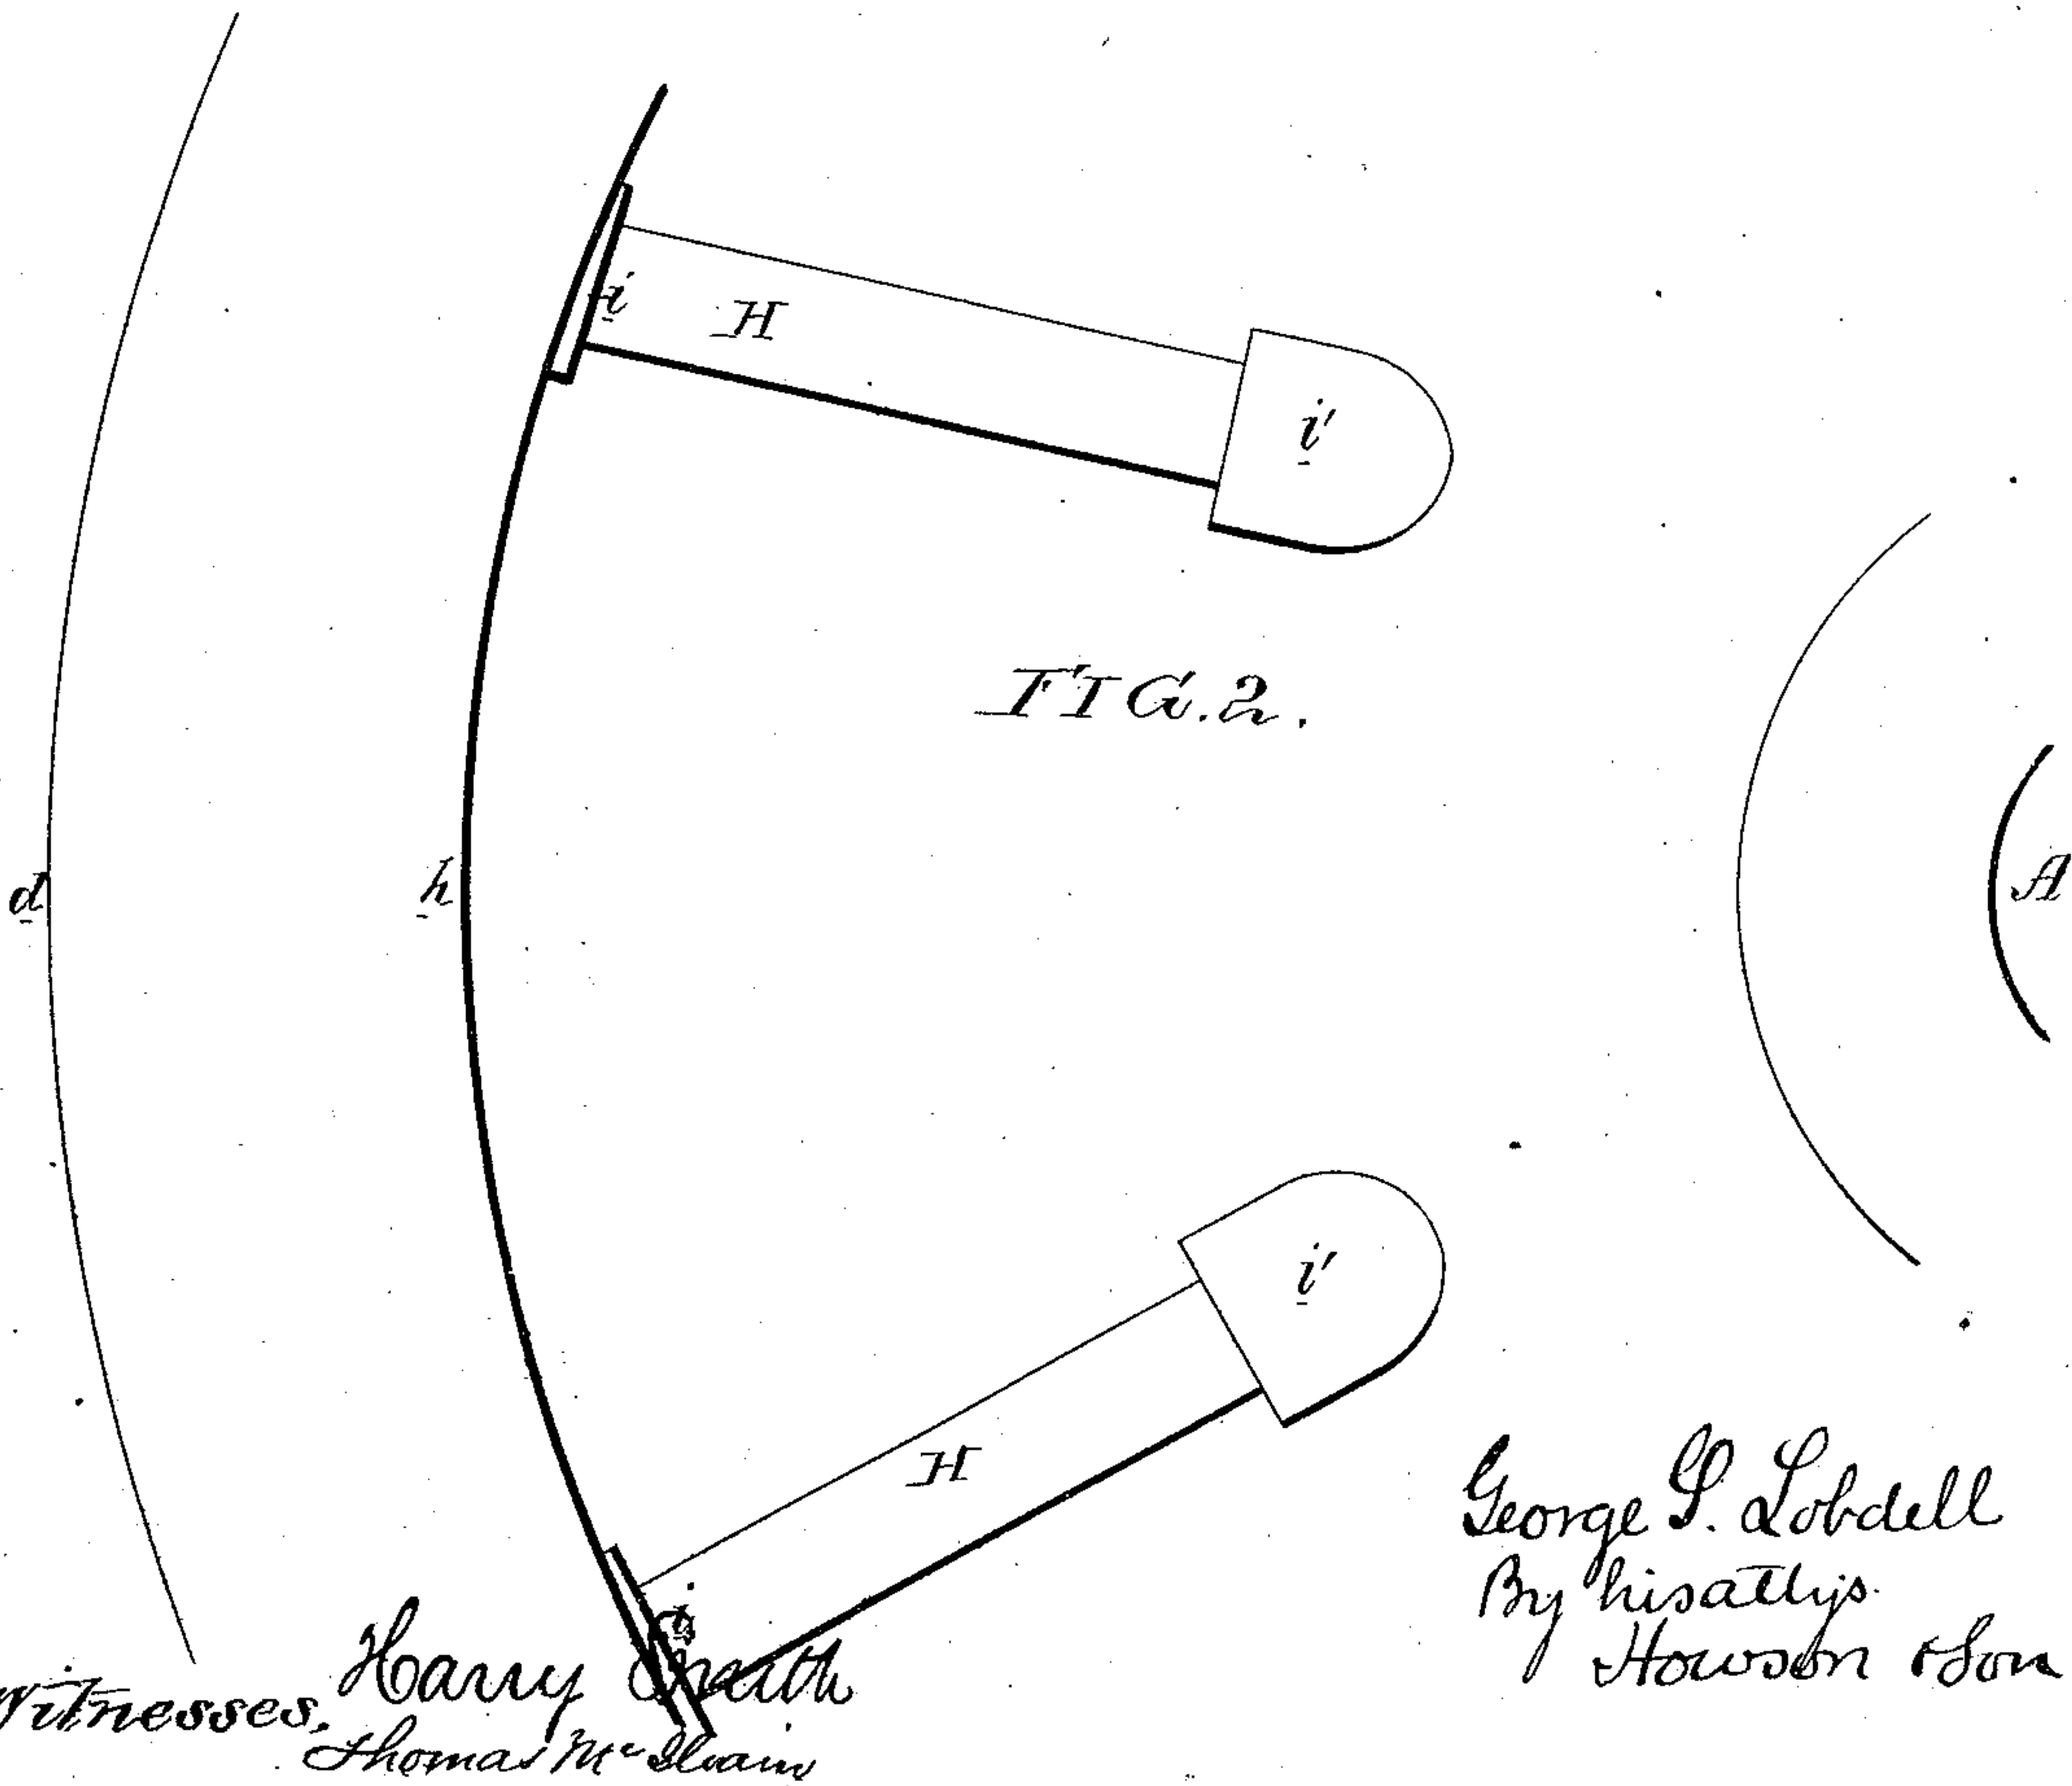 i H
i'
FIG. 2.
d h A
i'
H
George G. Lobdell
By his attys.
Howson & Son
i
Witnesses, Harry Smith
Thomas McIlvain